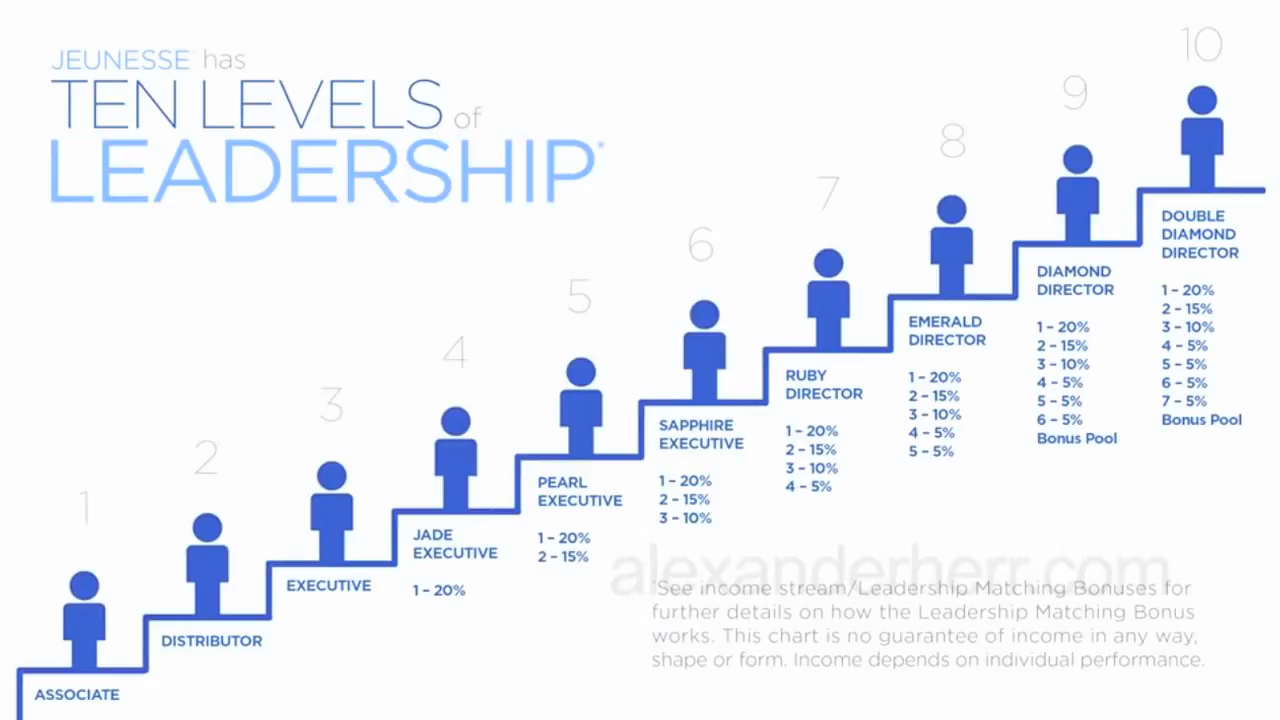 JEUNESSE has
TEN LEVELS of
LEADERSHIP*
1
ASSOCIATE
2
DISTRIBUTOR
3
EXECUTIVE
4
JADE
EXECUTIVE
1 – 20%
5
PEARL
EXECUTIVE
1 – 20%
2 – 15%
6
SAPPHIRE
EXECUTIVE
1 – 20%
2 – 15%
3 – 10%
7
RUBY
DIRECTOR
1 – 20%
2 – 15%
3 – 10%
4 – 5%
8
EMERALD
DIRECTOR
1 – 20%
2 – 15%
3 – 10%
4 – 5%
5 – 5%
9
DIAMOND
DIRECTOR
1 – 20%
2 – 15%
3 – 10%
4 – 5%
5 – 5%
6 – 5%
Bonus Pool
10
DOUBLE
DIAMOND
DIRECTOR
1 – 20%
2 – 15%
3 – 10%
4 – 5%
5 – 5%
6 – 5%
7 – 5%
Bonus Pool
alexanderherr.com
*See income stream/Leadership Matching Bonuses for
further details on how the Leadership Matching Bonus
works. This chart is no guarantee of income in any way,
shape or form. Income depends on individual performance.